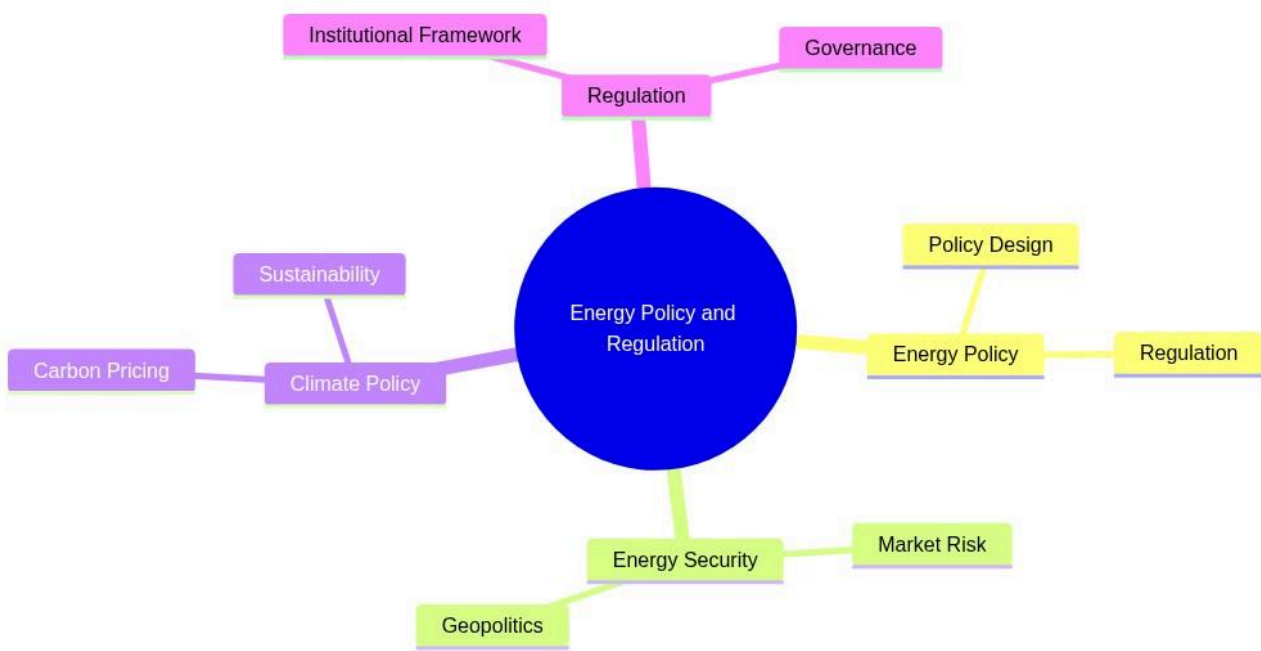 Institutional Framework
Governance
Regulation
Policy Design
Sustainability
Energy Policy and
Regulation
Energy Policy
Regulation
Carbon Pricing
Climate Policy
Market Risk
Energy Security
Geopolitics